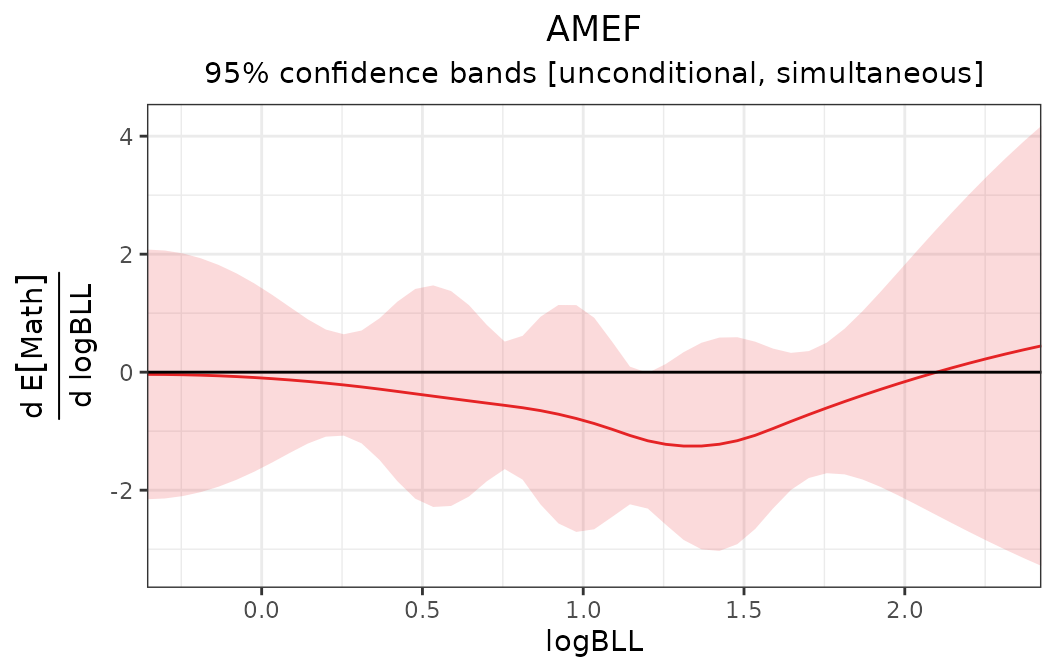 AMEF
95% confidence bands [unconditional, simultaneous]
d E[Math]
d logBLL
4
2
0
-2
0.0
0.5
1.0
1.5
2.0
logBLL